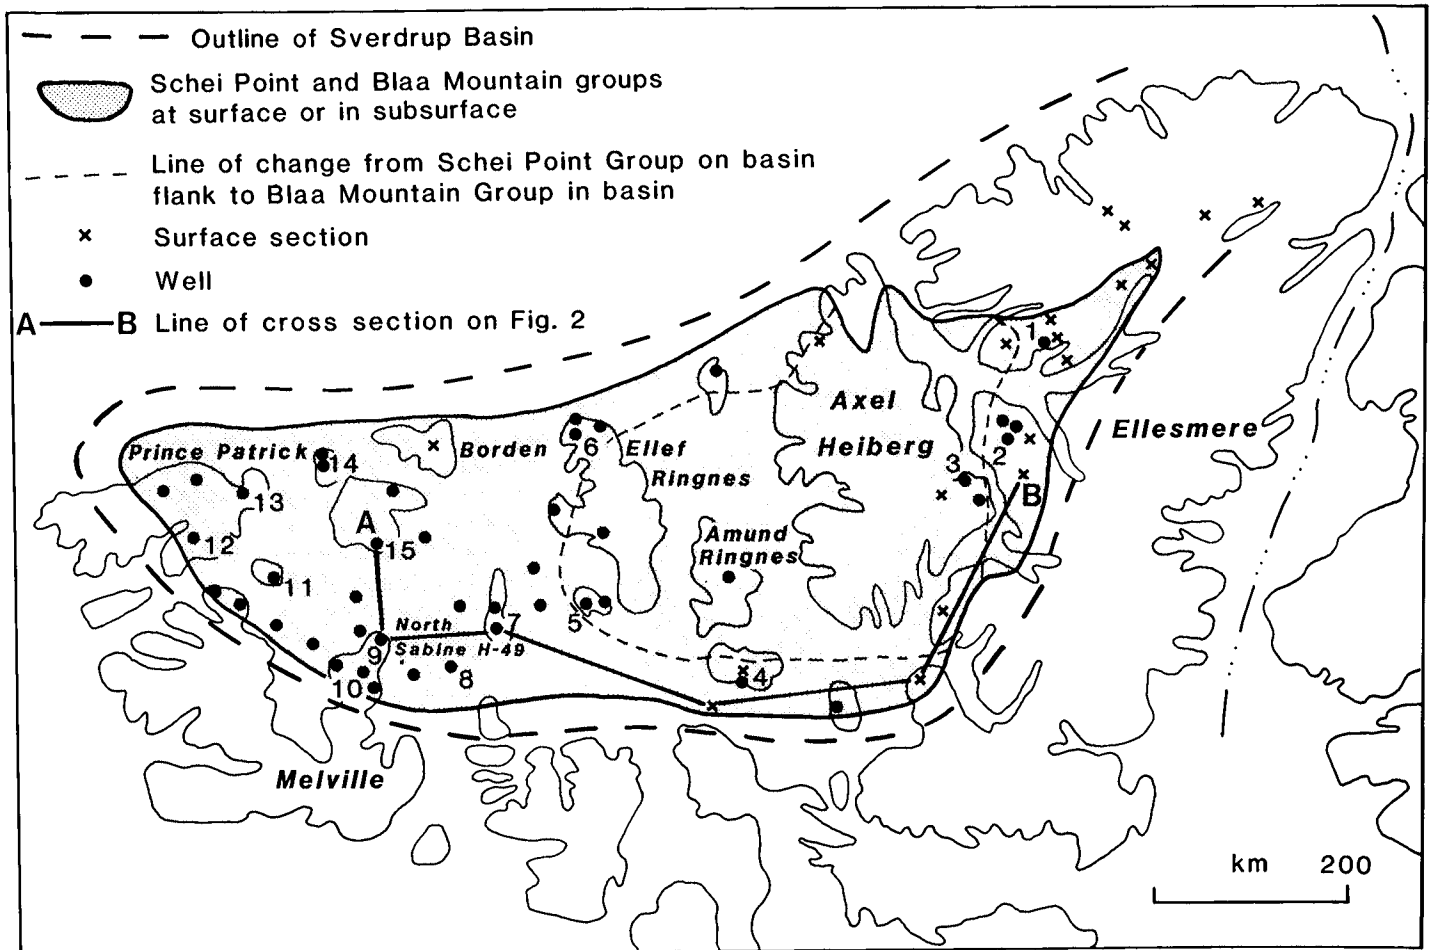 Outline of Sverdrup Basin
Schei Point and Blaa Mountain groups
at surface or in subsurface
Line of change from Schei Point Group on basin
flank to Blaa Mountain Group in basin
x Surface section
Well
A B Line of cross section on Fig. 2
1
Axel
Heiberg
Ellesmere
Prince Patrick
14
Borden
6
Ellef
Ringnes
3
2
B
13
A
15
Amund
Ringnes
12
11
5
7
North
Sabine H-49
9
10
8
4
Melville
km 200